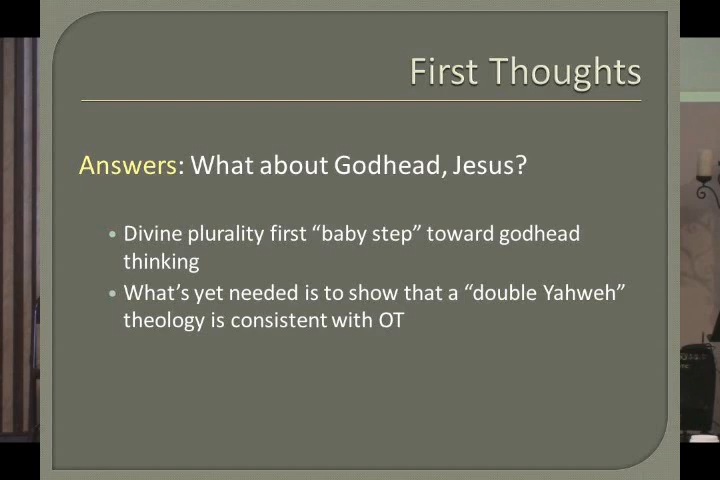 First Thoughts
Answers: What about Godhead, Jesus?
• Divine plurality first “baby step” toward godhead
thinking
• What’s yet needed is to show that a “double Yahweh”
theology is consistent with OT